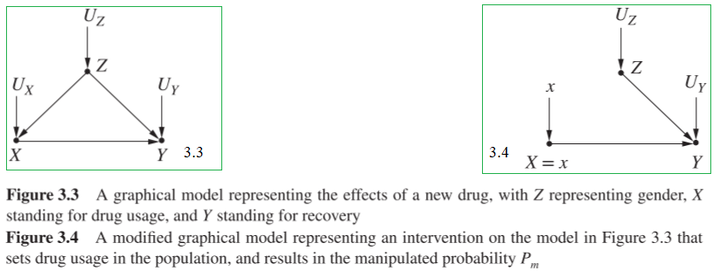 U_Z
Z
U_X
U_Y
X
Y
3.3
U_Z
Z
x
U_Y
3.4
X = x
Y
Figure 3.3 A graphical model representing the effects of a new drug, with Z representing gender, X
standing for drug usage, and Y standing for recovery
Figure 3.4 A modified graphical model representing an intervention on the model in Figure 3.3 that
sets drug usage in the population, and results in the manipulated probability P_m